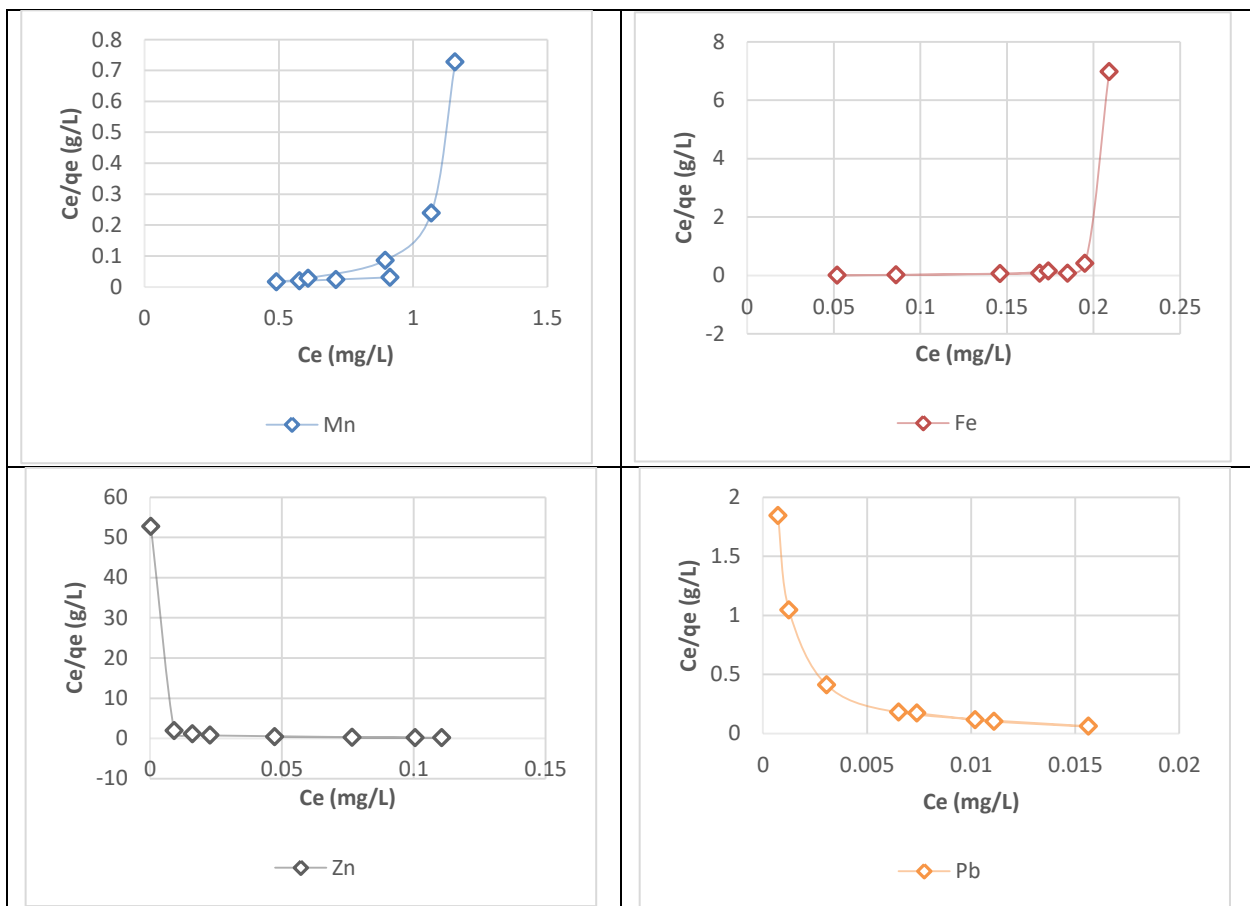 0.8
0.7
0.6
0.5
0.4
0.3
0.2
0.1
0
Ce/qe (g/L)
0 0.5 1 1.5
Ce (mg/L)
Mn
8
6
4
2
0
-2
Ce/qe (g/L)
0 0.05 0.1 0.15 0.2 0.25
Ce (mg/L)
Fe
60
50
40
30
20
10
0
-10
Ce/qe (g/L)
0 0.05 0.1 0.15
Ce (mg/L)
Zn
2
1.5
1
0.5
0
Ce/qe (g/L)
0 0.005 0.01 0.015 0.02
Ce (mg/L)
Pb